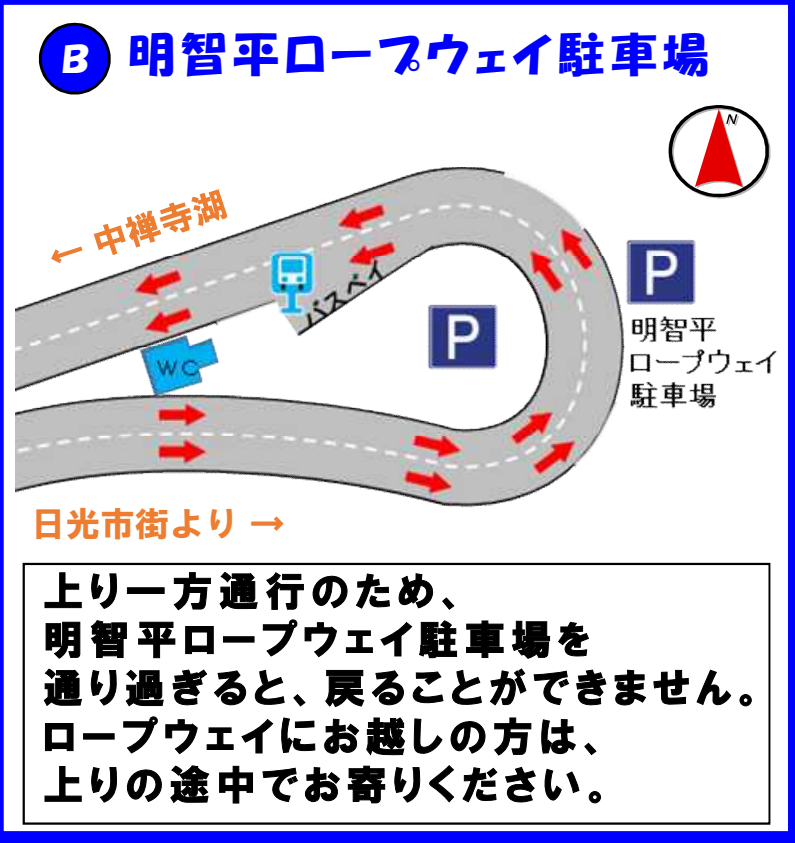 B 明智平ロープウェイ駐車場
N
← 中禅寺湖
バスベイ
P
P
明智平
ロープウェイ
駐車場
WC
日光市街より →
上り一方通行のため、
明智平ロープウェイ駐車場を
通り過ぎると、戻ることができません。
ロープウェイにお越しの方は、
上りの途中でお寄りください。